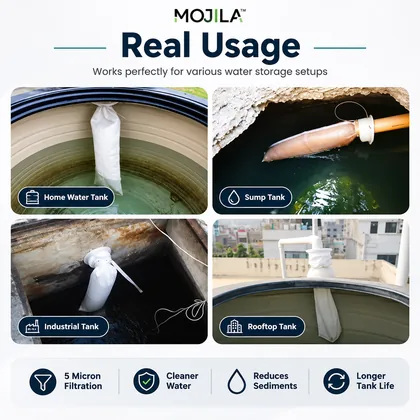 MOJILA™
Real Usage
Works perfectly for various water storage setups
Home Water Tank
Sump Tank
Industrial Tank
Rooftop Tank
5 Micron
Filtration
Cleaner
Water
Reduces
Sediments
Longer
Tank Life